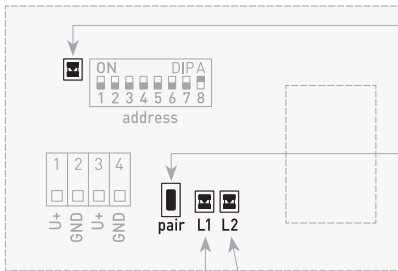 ON DIP A
1 2 3 4 5 6 7 8
address
1 2 3 4
U+ GND U+ GND
pair L1 L2